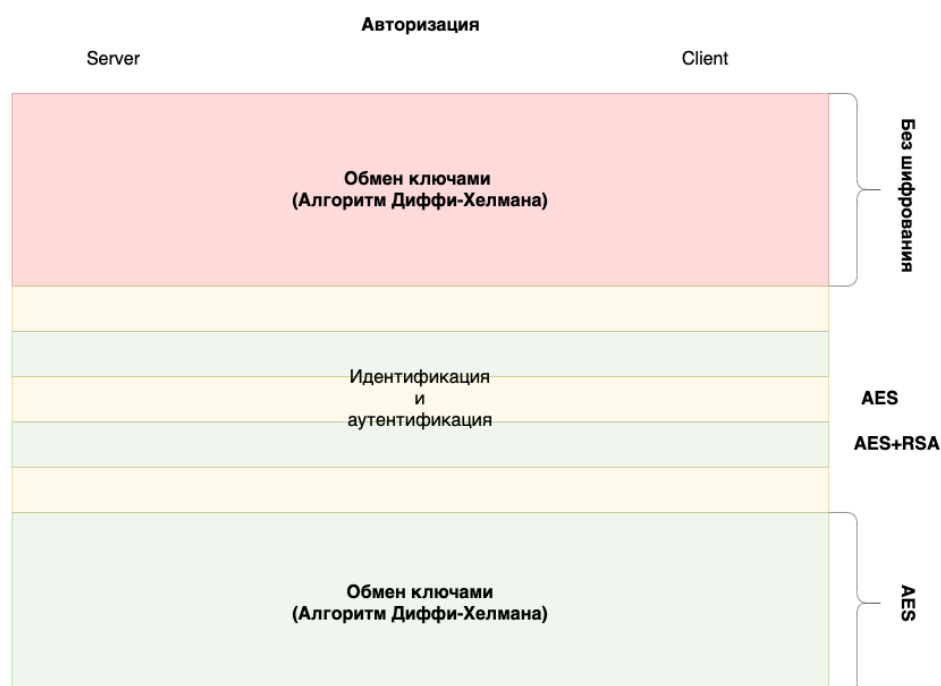 Авторизация
Server
Client
Обмен ключами
(Алгоритм Диффи-Хелмана)
Без шифрования
Идентификация
и
аутентификация
AES
AES+RSA
Обмен ключами
(Алгоритм Диффи-Хелмана)
AES